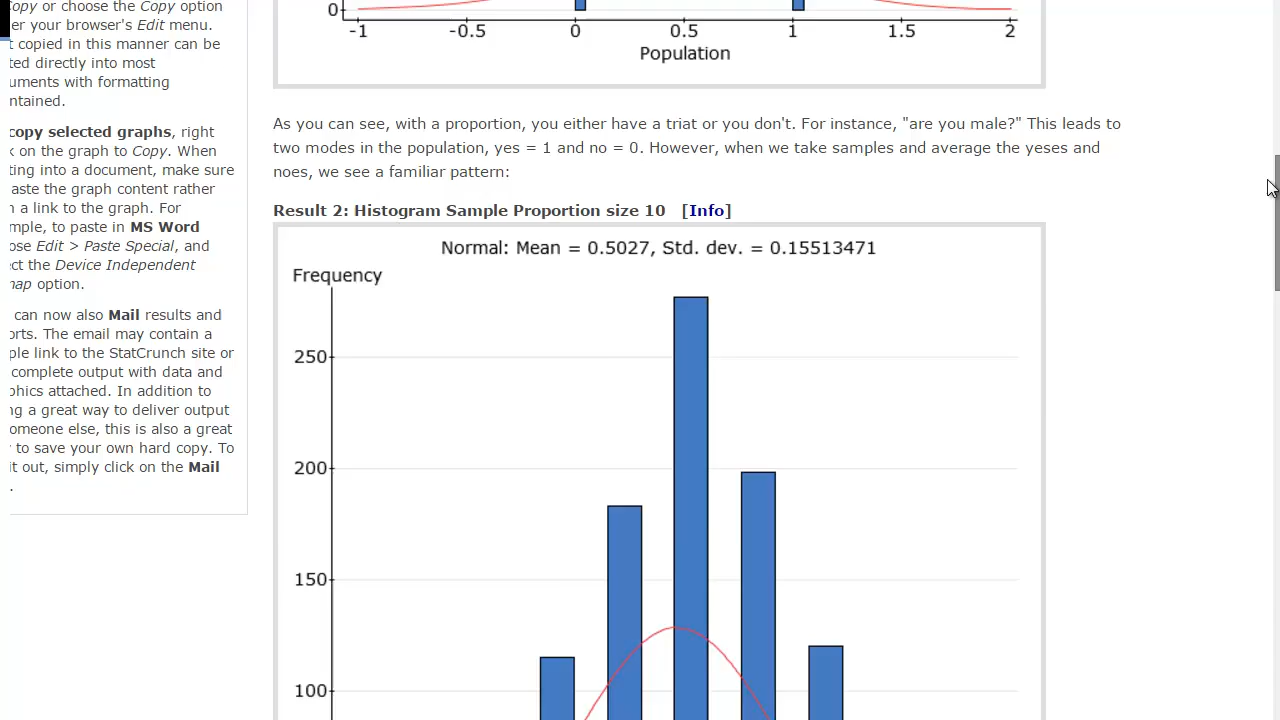 Copy or choose the Copy option
er your browser's Edit menu.
t copied in this manner can be
ted directly into most
uments with formatting
ntained.
copy selected graphs, right
k on the graph to Copy. When
ting into a document, make sure
aste the graph content rather
n a link to the graph. For
mple, to paste in MS Word
ose Edit > Paste Special, and
ect the Device Independent
nap option.
can now also Mail results and
orts. The email may contain a
ple link to the StatCrunch site or
complete output with data and
phics attached. In addition to
ng a great way to deliver output
omeone else, this is also a great
to save your own hard copy. To
it out, simply click on the Mail
.
0
-1 -0.5 0 0.5 1 1.5 2
Population
As you can see, with a proportion, you either have a triat or you don't. For instance, "are you male?" This leads to
two modes in the population, yes = 1 and no = 0. However, when we take samples and average the yeses and
noes, we see a familiar pattern:
Result 2: Histogram Sample Proportion size 10 [Info]
Normal: Mean = 0.5027, Std. dev. = 0.15513471
Frequency
250
200
150
100